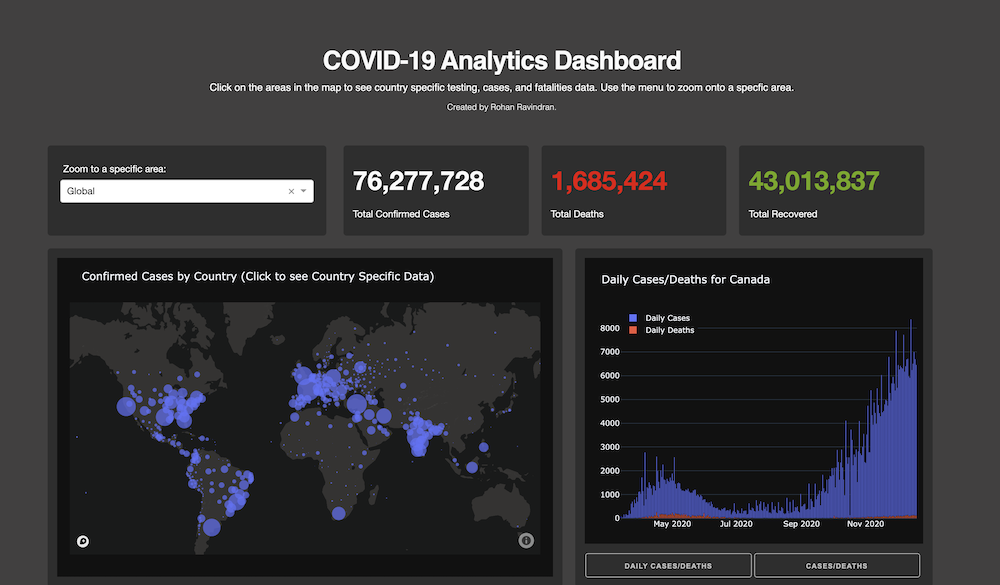 COVID-19 Analytics Dashboard
Click on the areas in the map to see country specific testing, cases, and fatalities data. Use the menu to zoom onto a specfic area.
Created by Rohan Ravindran.
Zoom to a specific area:
Global
76,277,728
Total Confirmed Cases
1,685,424
Total Deaths
43,013,837
Total Recovered
Confirmed Cases by Country (Click to see Country Specific Data)
Daily Cases/Deaths for Canada
Daily Cases
Daily Deaths
8000
7000
6000
5000
4000
3000
2000
1000
0
May 2020
Jul 2020
Sep 2020
Nov 2020
DAILY CASES/DEATHS
CASES/DEATHS